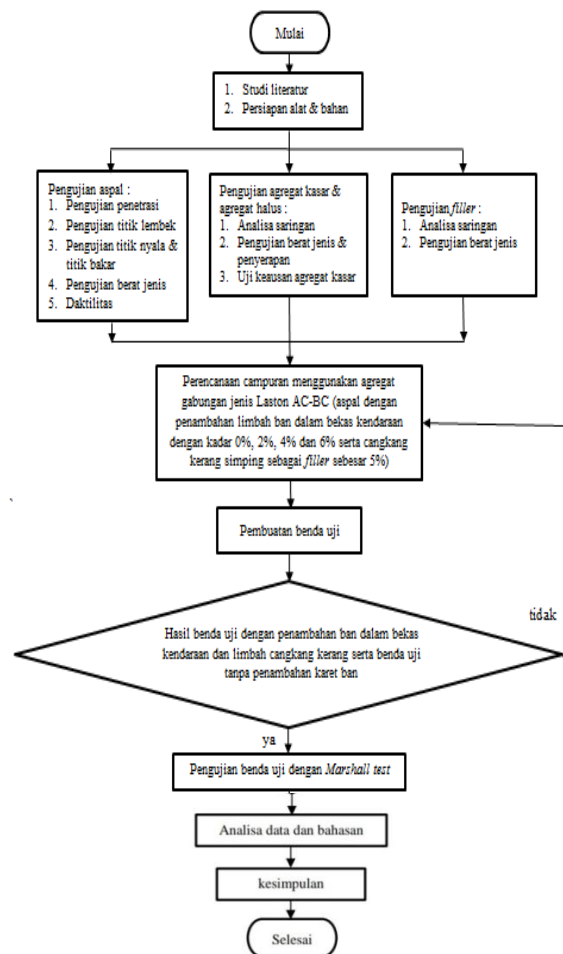 Mulai
1. Studi literatur
2. Persiapan alat & bahan
Pengujian aspal :
1. Pengujian penetrasi
2. Pengujian titik lembek
3. Pengujian titik nyala &
titik bakar
4. Pengujian berat jenis
5. Daktilitas
Pengujian agregat kasar &
agregat halus :
1. Analisa saringan
2. Pengujian berat jenis &
penyerapan
3. Uji keausan agregat kasar
Pengujian filler :
1. Analisa saringan
2. Pengujian berat jenis
Perencanaan campuran menggunakan agregat
gabungan jenis Laston AC-BC (aspal dengan
penambahan limbah ban dalam bekas kendaraan
dengan kadar 0%, 2%, 4% dan 6% serta cangkang
kerang simping sebagai filler sebesar 5%)
Pembuatan benda uji
tidak
Hasil benda uji dengan penambahan ban dalam bekas
kendaraan dan limbah cangkang kerang serta benda uji
tanpa penambahan karet ban
ya
Pengujian benda uji dengan Marshall test
Analisa data dan bahasan
kesimpulan
Selesai